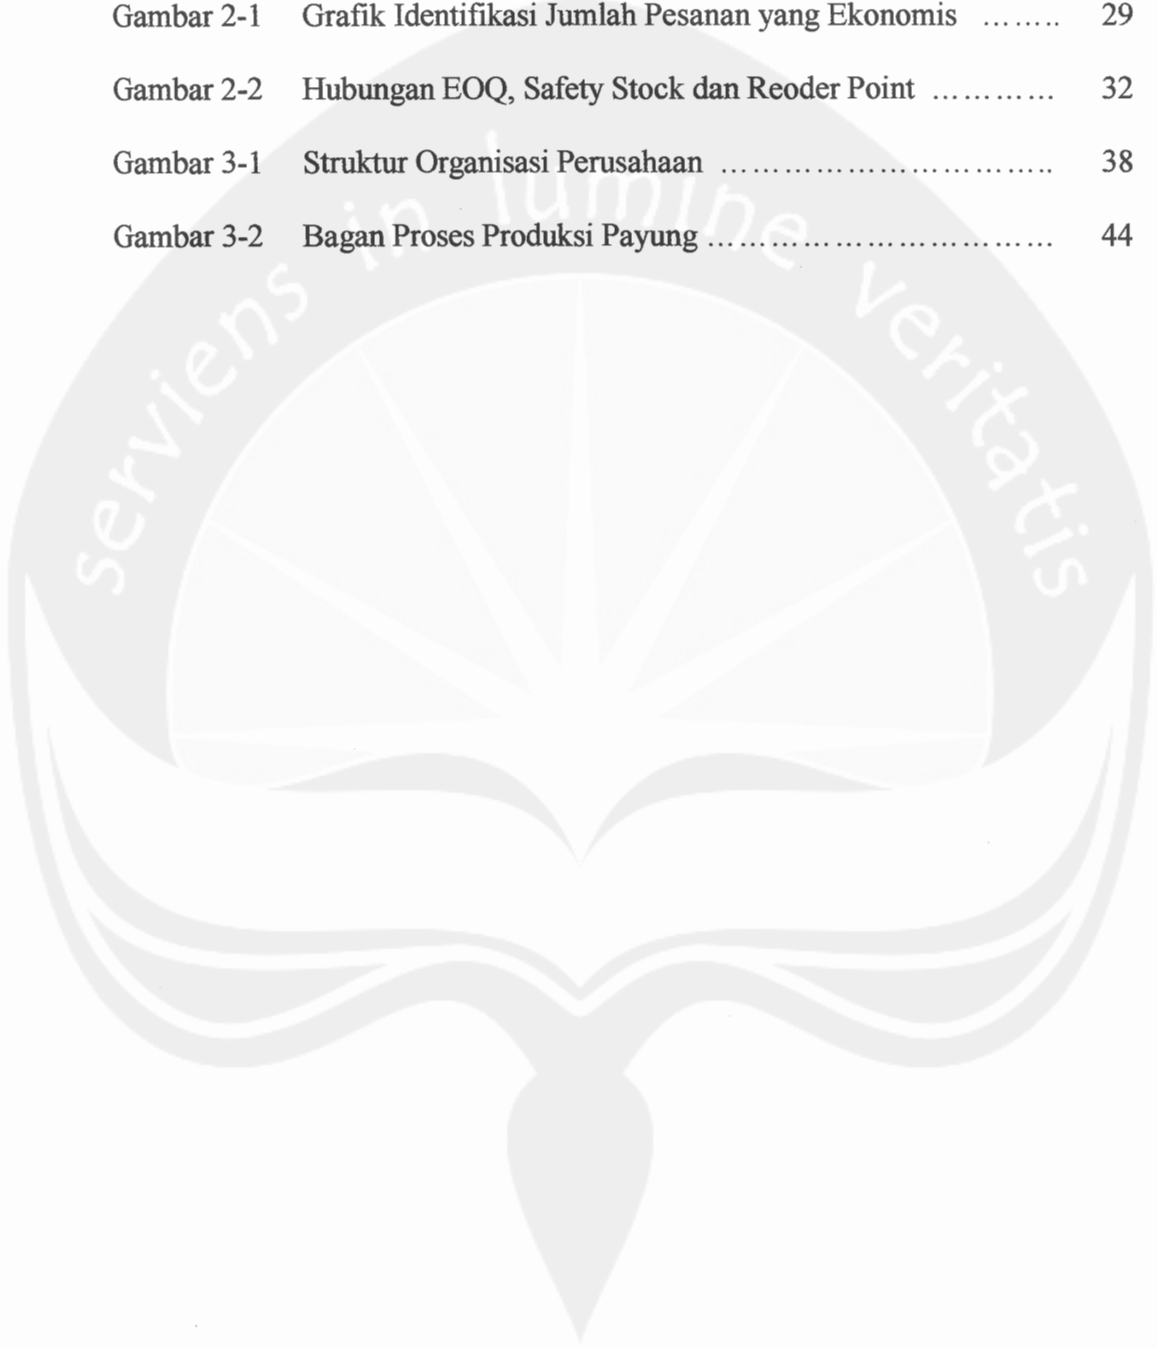 Gambar 2-1 Grafik Identifikasi Jumlah Pesanan yang Ekonomis ........ 29
Gambar 2-2 Hubungan EOQ, Safety Stock dan Reoder Point ............ 32
Gambar 3-1 Struktur Organisasi Perusahaan ................................ 38
Gambar 3-2 Bagan Proses Produksi Payung ................................. 44
serviens in lumine veritatis